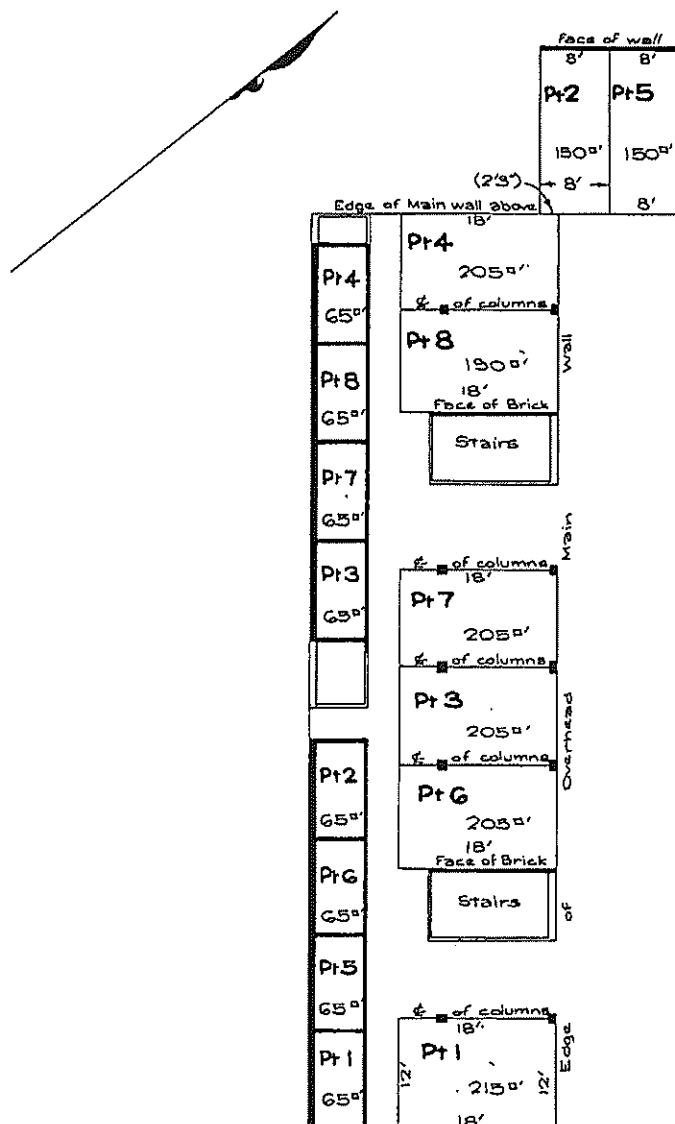 Face of wall
8' 8'
Pt2 Pt5
150□' 150□'
8'
(2'9")
Edge of Main wall above
8'
18'
Pt4
205□'
Pt4
65□'
℄ of columns
Pt8
190□'
18'
Face of Brick
Wall
Pt8
65□'
Stairs
Pt7
65□'
Main
℄ of columns
18'
Pt3
65□'
Pt7
205□'
℄ of columns
Pt3
205□'
Overhead
℄ of columns
Pt2
65□'
Pt6
205□'
18'
Face of Brick
Pt6
65□'
Stairs
of
Pt5
65□'
℄ of columns
18'
Edge
Pt1
65□'
Pt1
12' 215□' 12'
18'